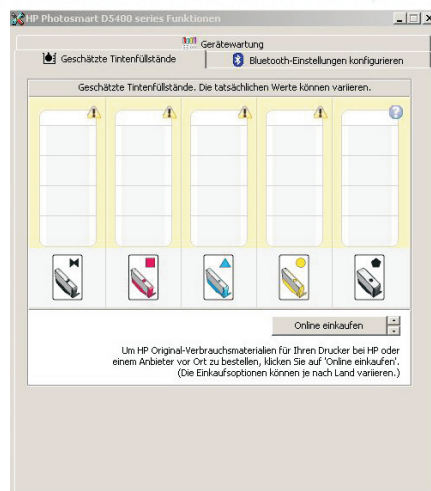 HP Photosmart D5400 series Funktionen
Gerätewartung
Geschätzte Tintenfüllstände
Bluetooth-Einstellungen konfigurieren
Geschätzte Tintenfüllstände. Die tatsächlichen Werte können variieren.
Online einkaufen
Um HP Original-Verbrauchsmaterialien für Ihren Drucker bei HP oder
einem Anbieter vor Ort zu bestellen, klicken Sie auf 'Online einkaufen'.
(Die Einkaufsoptionen können je nach Land variieren.)